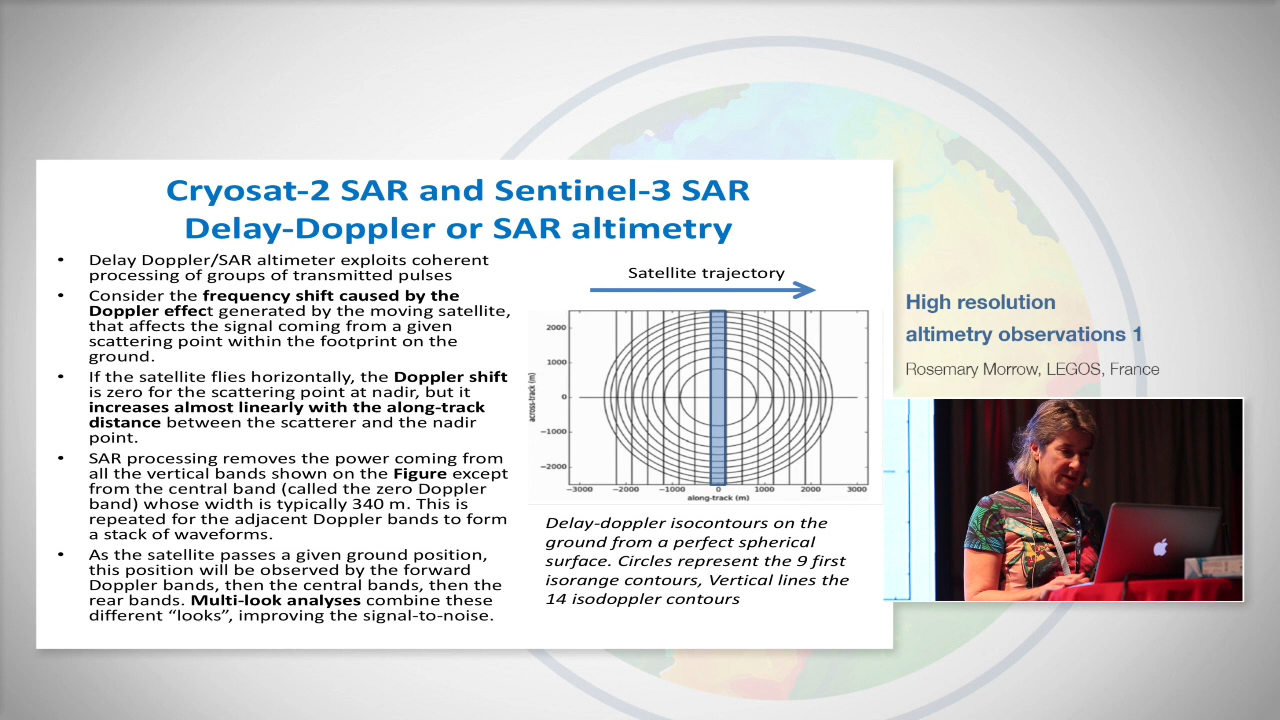 Cryosat-2 SAR and Sentinel-3 SAR
Delay-Doppler or SAR altimetry
• Delay Doppler/SAR altimeter exploits coherent
processing of groups of transmitted pulses
• Consider the frequency shift caused by the
Doppler effect generated by the moving satellite,
that affects the signal coming from a given
scattering point within the footprint on the
ground.
• If the satellite flies horizontally, the Doppler shift
is zero for the scattering point at nadir, but it
increases almost linearly with the along-track
distance between the scatterer and the nadir
point.
• SAR processing removes the power coming from
all the vertical bands shown on the Figure except
from the central band (called the zero Doppler
band) whose width is typically 340 m. This is
repeated for the adjacent Doppler bands to form
a stack of waveforms.
• As the satellite passes a given ground position,
this position will be observed by the forward
Doppler bands, then the central bands, then the
rear bands. Multi-look analyses combine these
different “looks”, improving the signal-to-noise.
Satellite trajectory
across-track (m)
2000
1000
0
−1000
−2000
−3000 −2000 −1000 0 1000 2000 3000
along-track (m)
Delay-doppler isocontours on the
ground from a perfect spherical
surface. Circles represent the 9 first
isorange contours, Vertical lines the
14 isodoppler contours
High resolution
altimetry observations 1
Rosemary Morrow, LEGOS, France